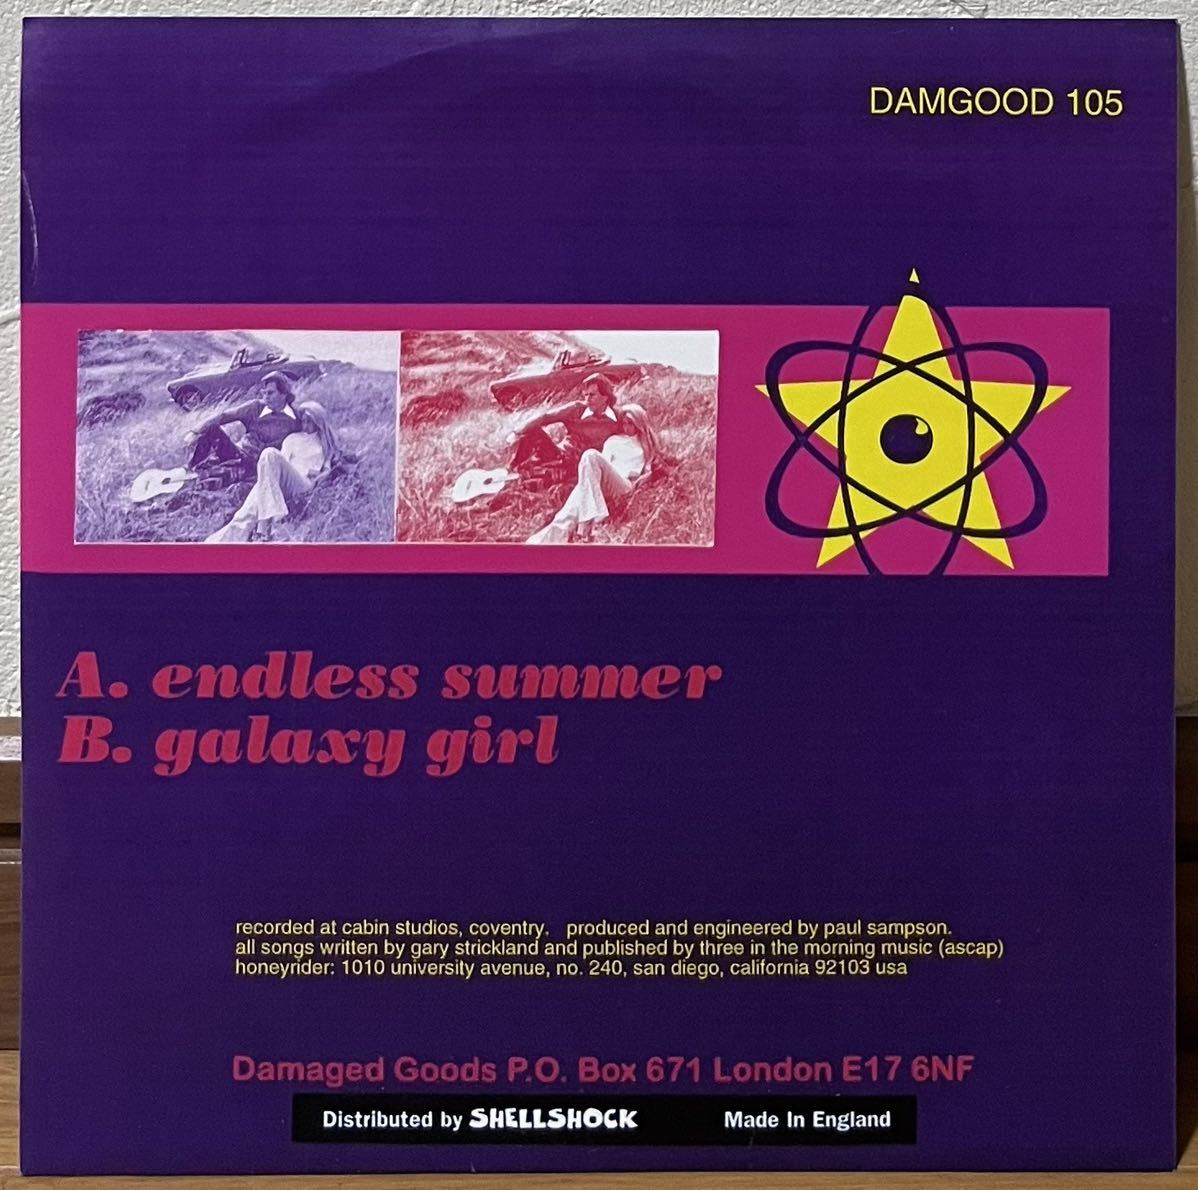 DAMGOOD 105
A. endless summer
B. galaxy girl
recorded at cabin studios, coventry. produced and engineered by paul sampson.
all songs written by gary strickland and published by three in the morning music (ascap)
honeyrider: 1010 university avenue, no. 240, san diego, california 92103 usa
Damaged Goods P.O. Box 671 London E17 6NF
Distributed by SHELLSHOCK Made In England